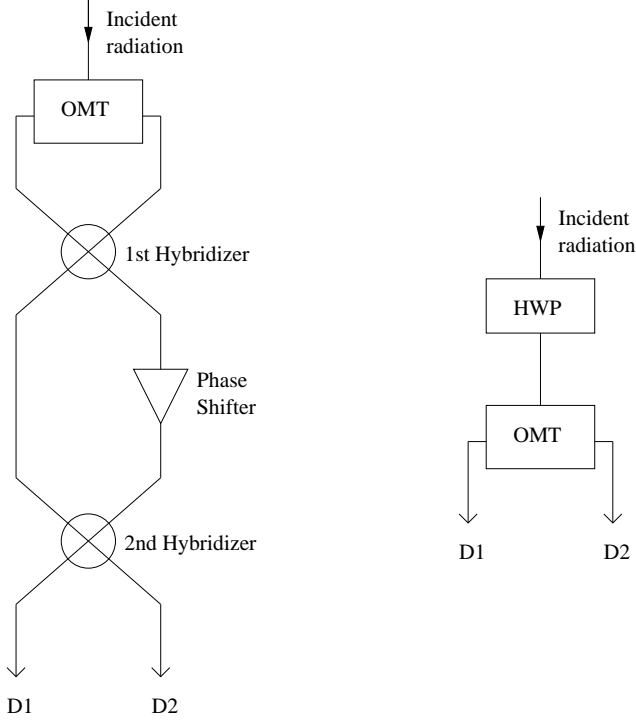 Incident
radiation
OMT
1st Hybridizer
Phase
Shifter
2nd Hybridizer
D1
D2
Incident
radiation
HWP
OMT
D1
D2